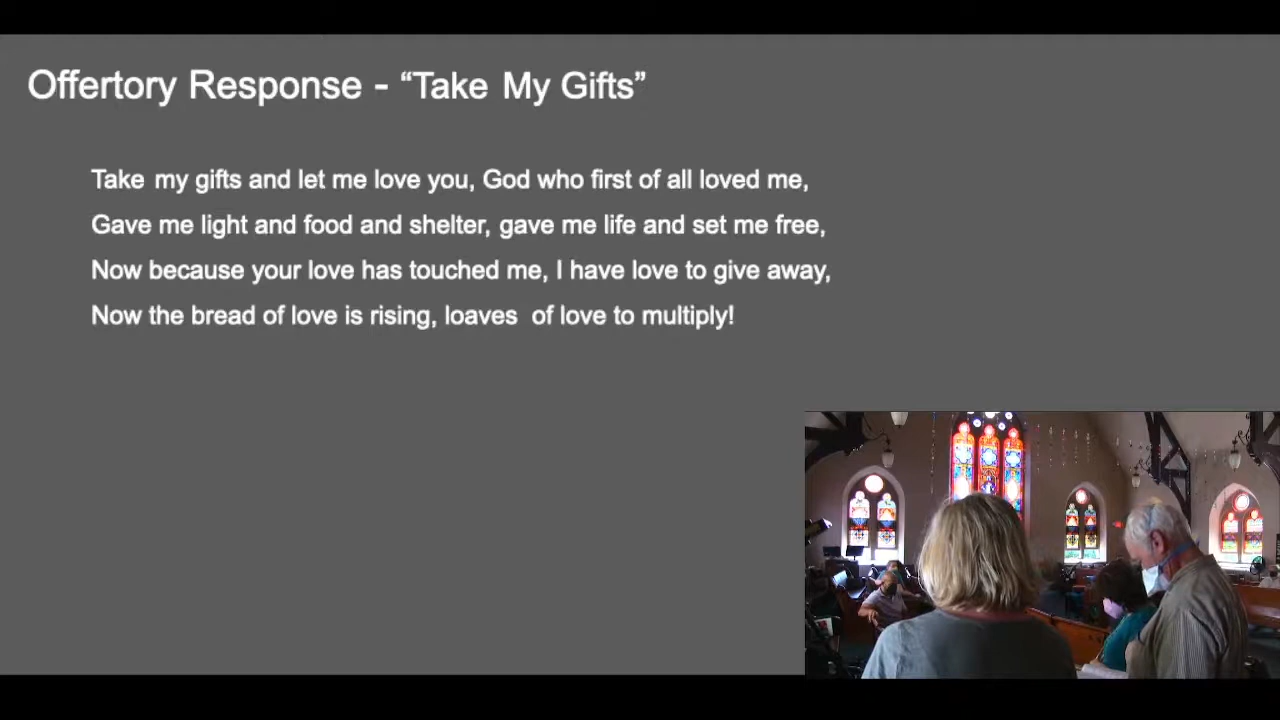 Offertory Response - “Take My Gifts”
Take my gifts and let me love you, God who first of all loved me,
Gave me light and food and shelter, gave me life and set me free,
Now because your love has touched me, I have love to give away,
Now the bread of love is rising, loaves of love to multiply!